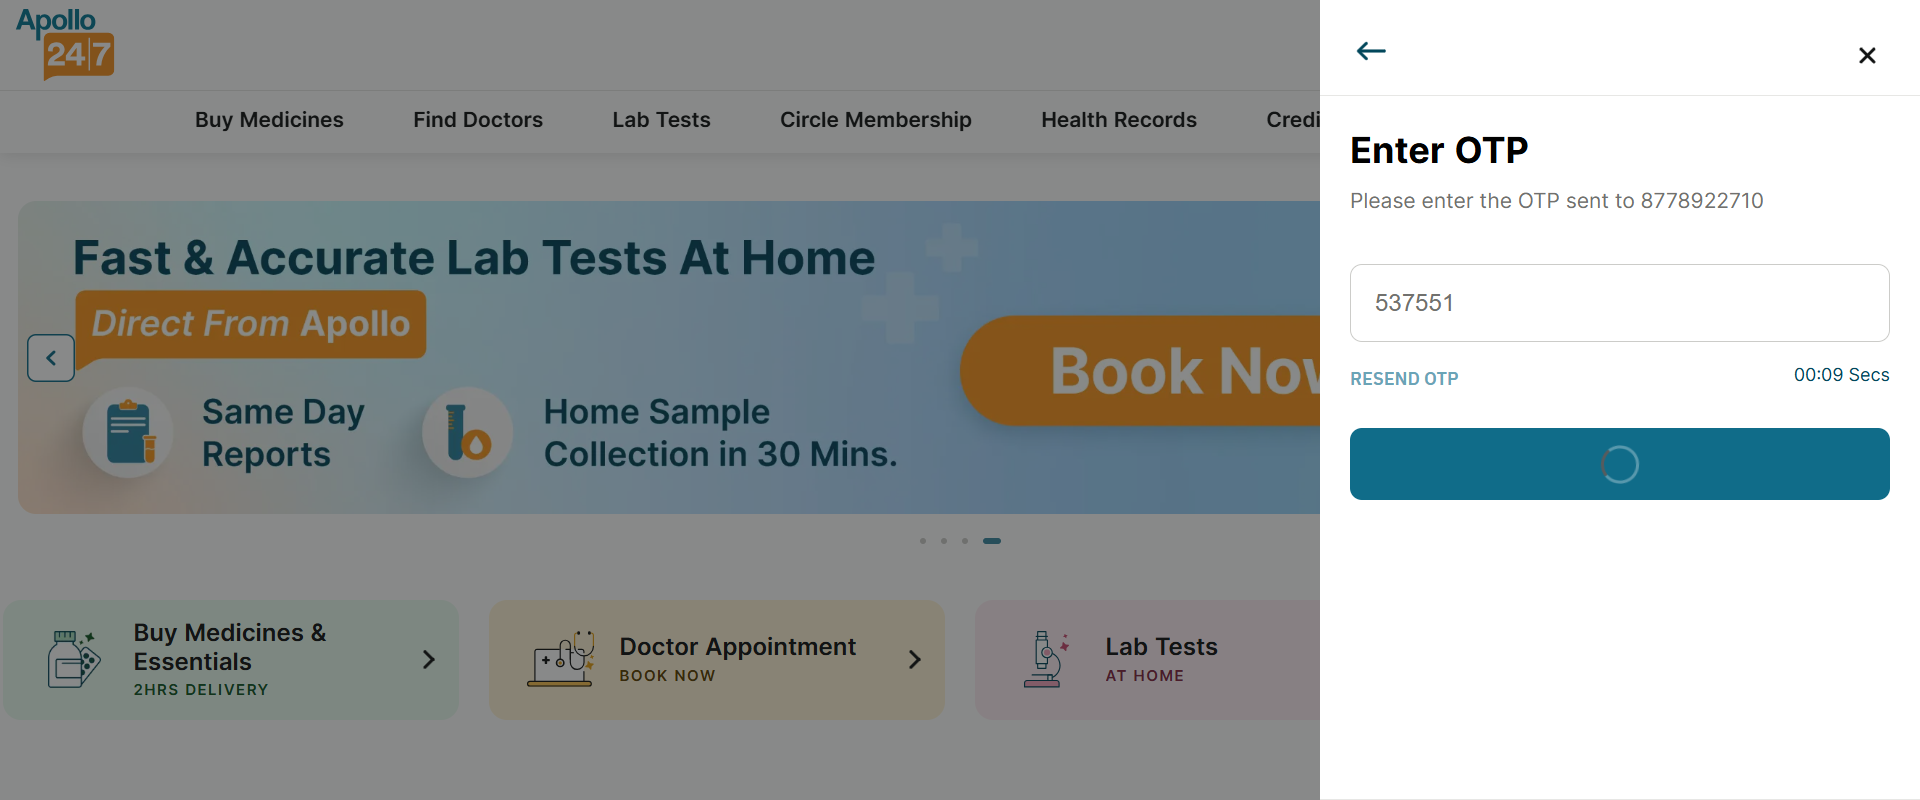 Apollo
24|7
Buy Medicines
Find Doctors
Lab Tests
Circle Membership
Health Records
Credi
Fast & Accurate Lab Tests At Home
Direct From Apollo
Same Day
Reports
Home Sample
Collection in 30 Mins.
Book Now
Buy Medicines &
Essentials
2HRS DELIVERY
Doctor Appointment
BOOK NOW
Lab Tests
AT HOME
Enter OTP
Please enter the OTP sent to 8778922710
537551
RESEND OTP
00:09 Secs